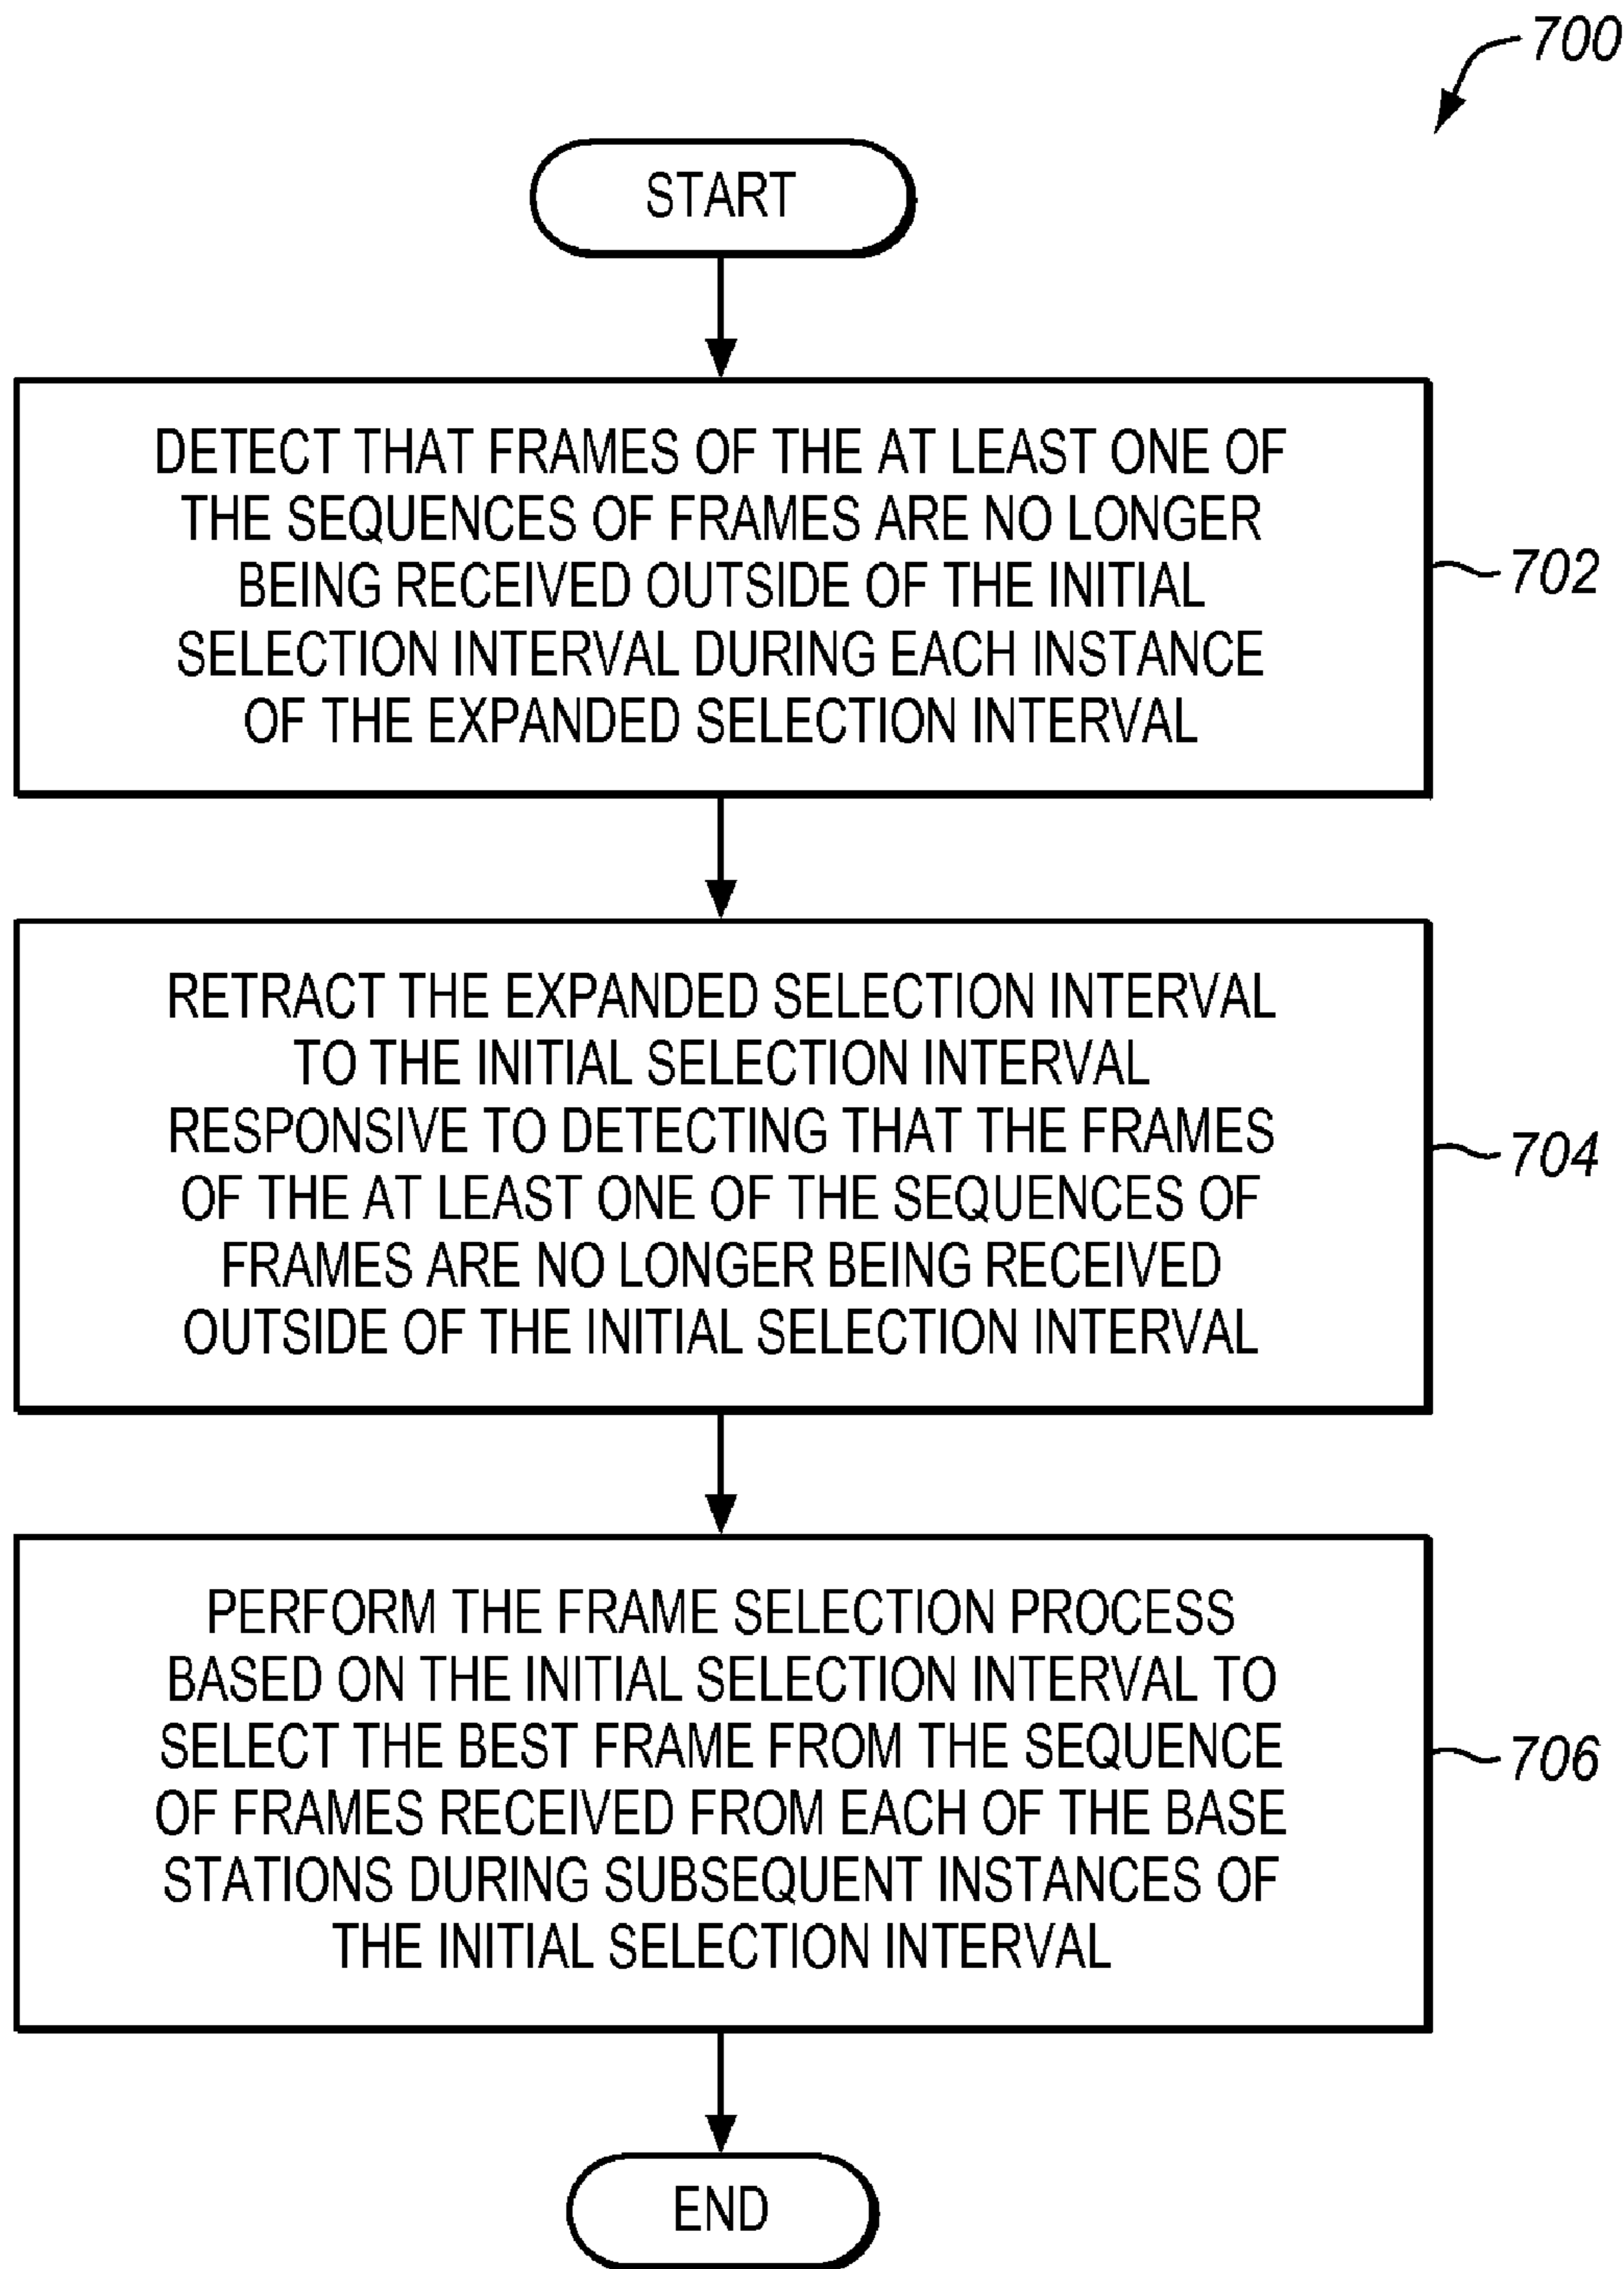 700
START
DETECT THAT FRAMES OF THE AT LEAST ONE OF
THE SEQUENCES OF FRAMES ARE NO LONGER
BEING RECEIVED OUTSIDE OF THE INITIAL
SELECTION INTERVAL DURING EACH INSTANCE
OF THE EXPANDED SELECTION INTERVAL
702
RETRACT THE EXPANDED SELECTION INTERVAL
TO THE INITIAL SELECTION INTERVAL
RESPONSIVE TO DETECTING THAT THE FRAMES
OF THE AT LEAST ONE OF THE SEQUENCES OF
FRAMES ARE NO LONGER BEING RECEIVED
OUTSIDE OF THE INITIAL SELECTION INTERVAL
704
PERFORM THE FRAME SELECTION PROCESS
BASED ON THE INITIAL SELECTION INTERVAL TO
SELECT THE BEST FRAME FROM THE SEQUENCE
OF FRAMES RECEIVED FROM EACH OF THE BASE
STATIONS DURING SUBSEQUENT INSTANCES OF
THE INITIAL SELECTION INTERVAL
706
END